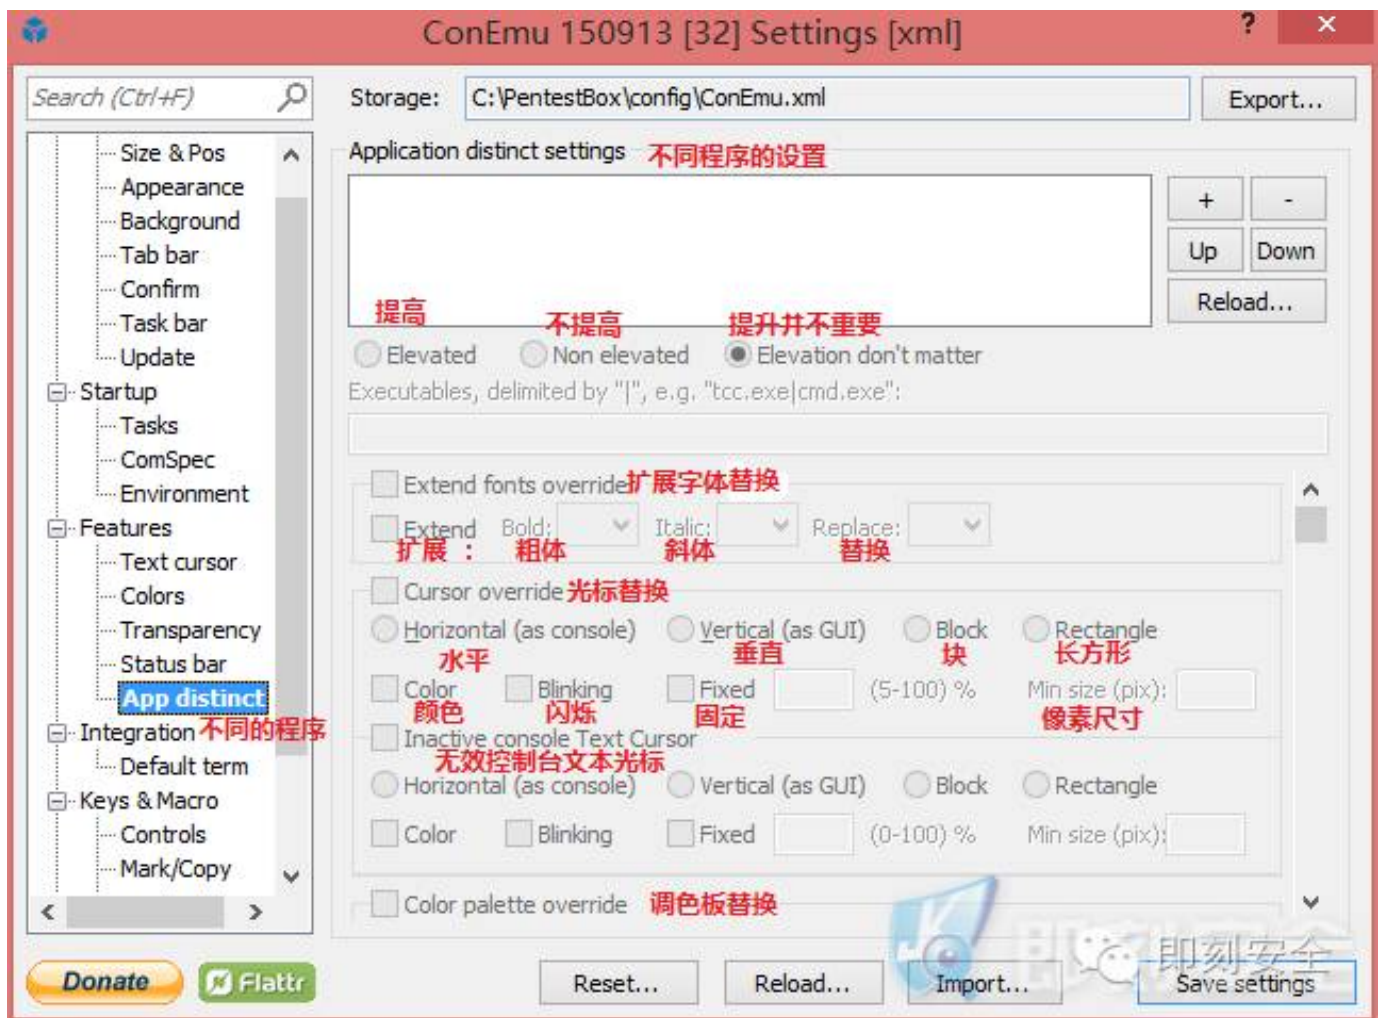 ConEmu 150913 [32] Settings [xml]
?
×
Search (Ctrl+F)
Storage:
C:\PentestBox\config\ConEmu.xml
Export...
Size & Pos
Appearance
Background
Tab bar
Confirm
Task bar
Update
Startup
Tasks
ComSpec
Environment
Features
Text cursor
Colors
Transparency
Status bar
App distinct
不同的程序
Integration
Default term
Keys & Macro
Controls
Mark/Copy
Application distinct settings 不同程序的设置
+ -
Up Down
Reload...
提高 不提高 提升并不重要
Elevated Non elevated Elevation don't matter
Executables, delimited by "|", e.g. "tcc.exe|cmd.exe":
Extend fonts override 扩展字体替换
Extend Bold: Italic: Replace:
扩展 : 粗体 斜体 替换
Cursor override 光标替换
Horizontal (as console) Vertical (as GUI) Block Rectangle
水平 垂直 块 长方形
Color Blinking Fixed (5-100) % Min size (pix):
颜色 闪烁 固定 像素尺寸
Inactive console Text Cursor
无效控制台文本光标
Horizontal (as console) Vertical (as GUI) Block Rectangle
Color Blinking Fixed (0-100) % Min size (pix):
Color palette override 调色板替换
即刻安全
Donate
Flattr
Reset... Reload... Import... Save settings